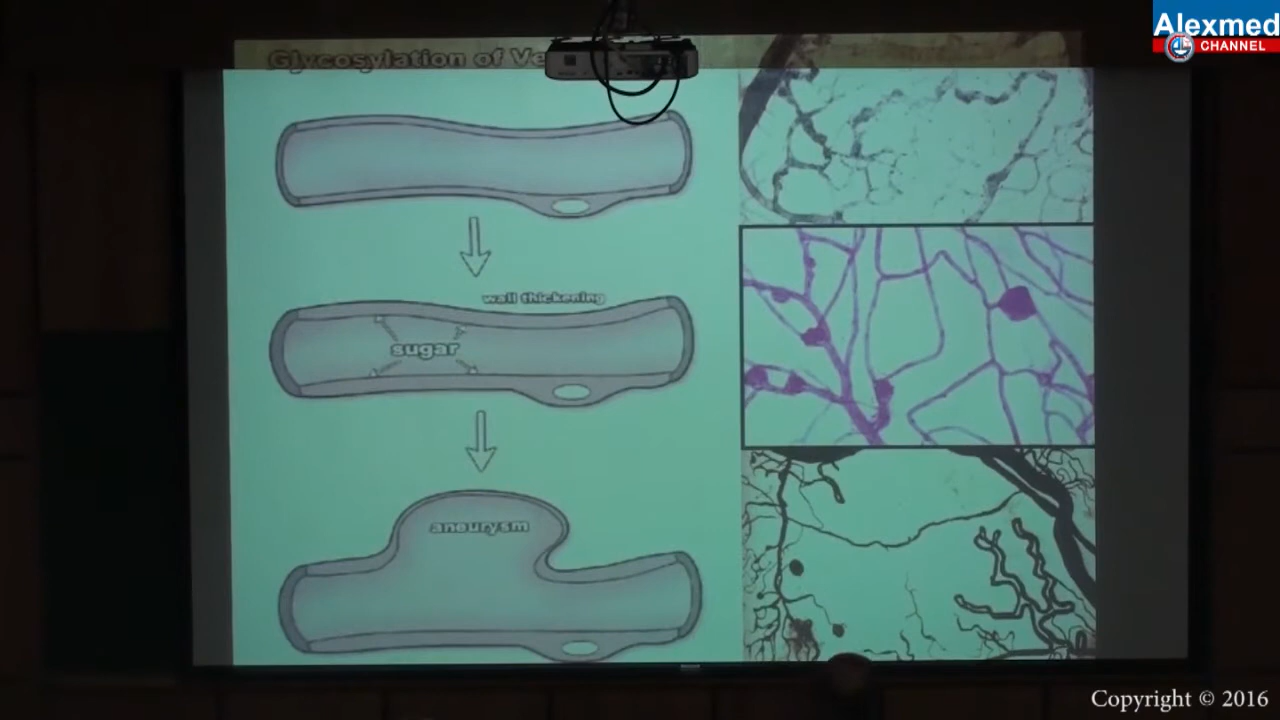 Alexmed
CHANNEL
Glycosylation of Ve
wall thickening
sugar
aneurysm
Copyright © 2016